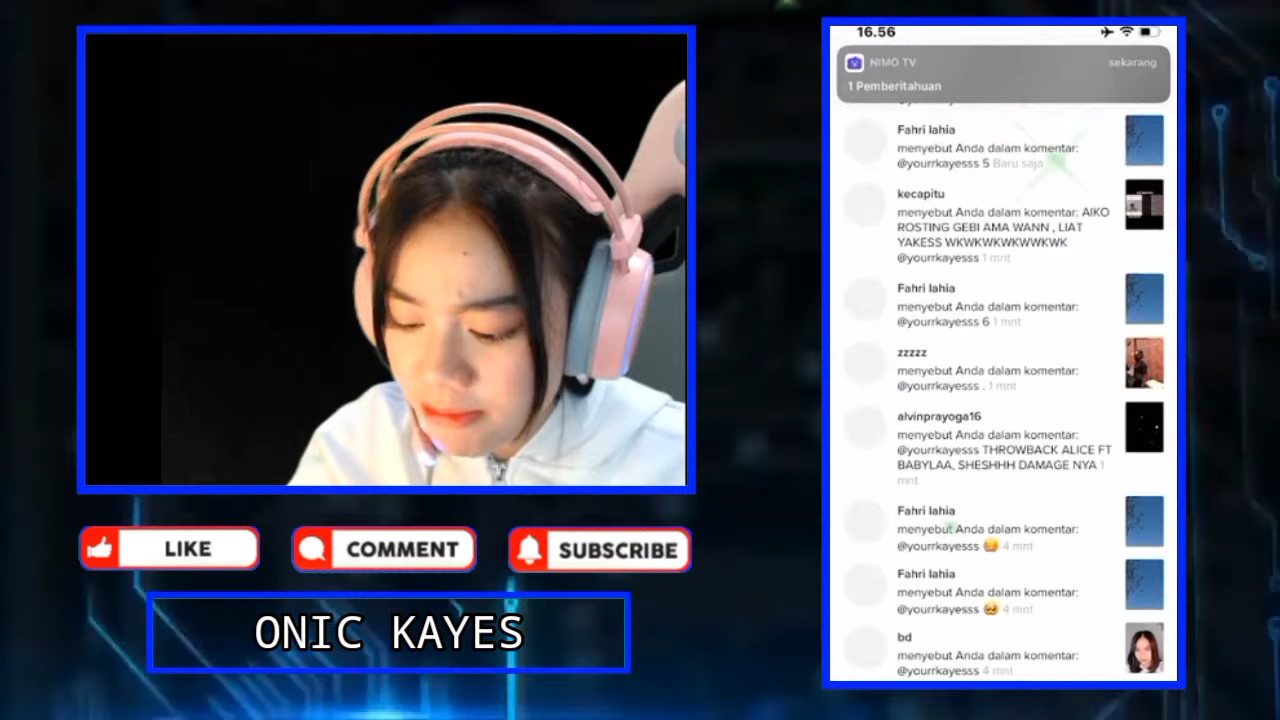 LIKE
COMMENT
SUBSCRIBE
ONIC KAYES
16.56
NIMO TV
sekarang
1 Pemberitahuan
Fahri lahia
menyebut Anda dalam komentar:
@yourrkayesss 5 Baru saja
kecapitu
menyebut Anda dalam komentar: AIKO
ROSTING GEBI AMA WANN , LIAT
YAKESS WKWKWKWKWWKWK
@yourrkayesss 1 mnt
Fahri lahia
menyebut Anda dalam komentar:
@yourrkayesss 6 1 mnt
zzzzz
menyebut Anda dalam komentar:
@yourrkayesss . 1 mnt
alvinprayoga16
menyebut Anda dalam komentar:
@yourrkayesss THROWBACK ALICE FT
BABYLAA, SHESHHH DAMAGE NYA 1
mnt
Fahri lahia
menyebut Anda dalam komentar:
@yourrkayesss 4 mnt
Fahri lahia
menyebut Anda dalam komentar:
@yourrkayesss 🥺 4 mnt
bd
menyebut Anda dalam komentar:
@yourrkayesss 4 mnt